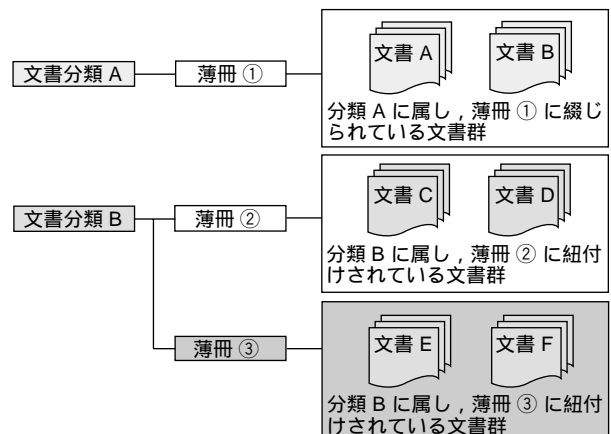 文書分類 A
薄冊 ①
文書 A
文書 B
分類 A に属し，薄冊 ① に綴じ
られている文書群
文書分類 B
薄冊 ②
文書 C
文書 D
分類 B に属し，薄冊 ② に紐付
けされている文書群
薄冊 ③
文書 E
文書 F
分類 B に属し，薄冊 ③ に紐付
けされている文書群